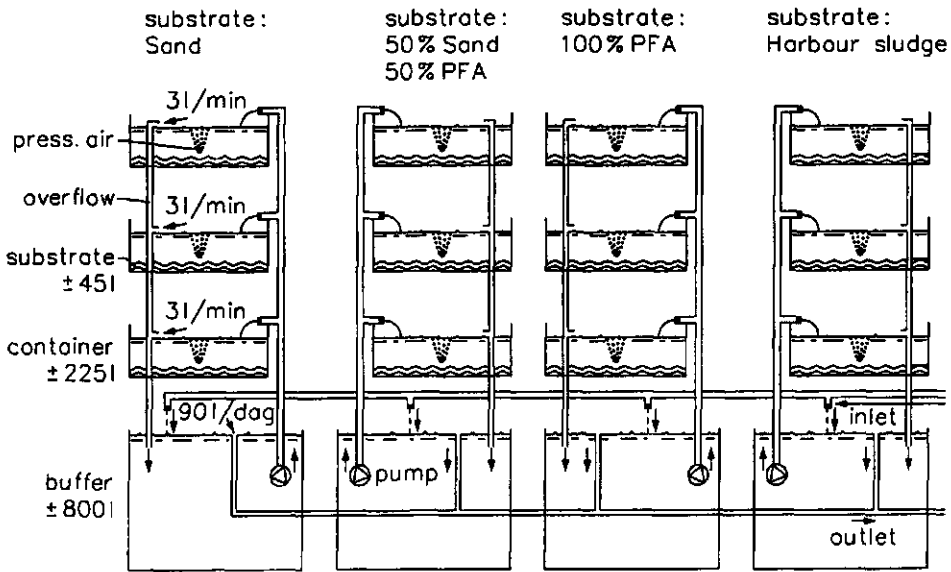 substrate:
Sand
substrate:
50% Sand
50% PFA
substrate:
100% PFA
substrate:
Harbour sludge
3l/min
press. air
overflow
3l/min
substrate
±45l
3l/min
container
±225l
90l/dag
inlet
pump
buffer
±800l
outlet